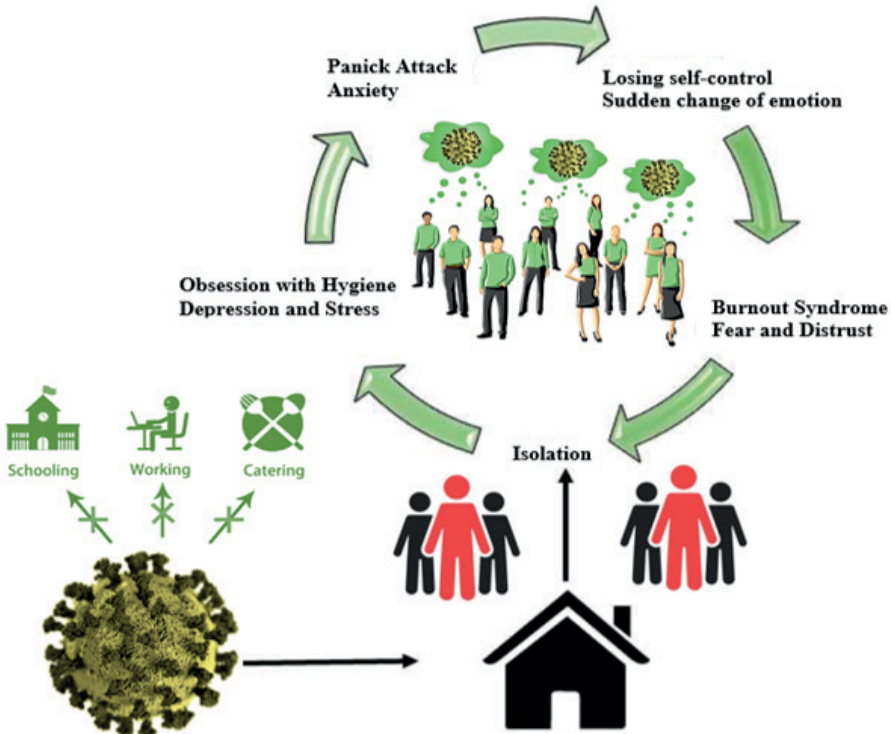 Panick Attack
Anxiety
Losing self-control
Sudden change of emotion
Obsession with Hygiene
Depression and Stress
Burnout Syndrome
Fear and Distrust
Isolation
Schooling
Working
Catering